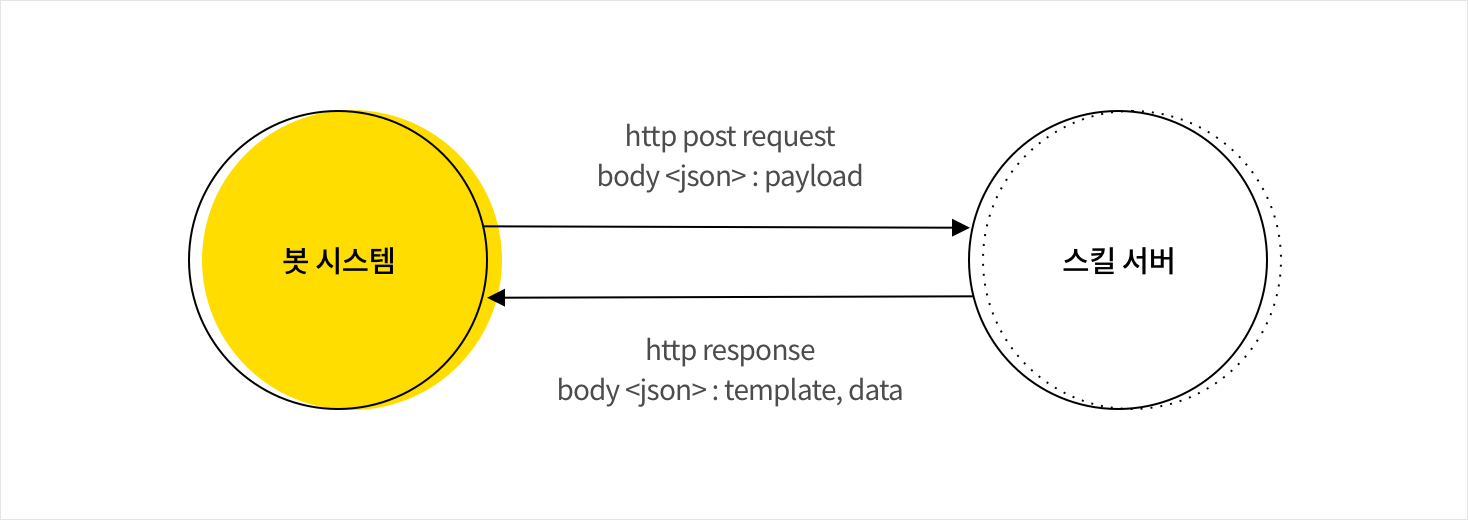 http post request
body <json> : payload
봇 시스템
스킬 서버
http response
body <json> : template, data